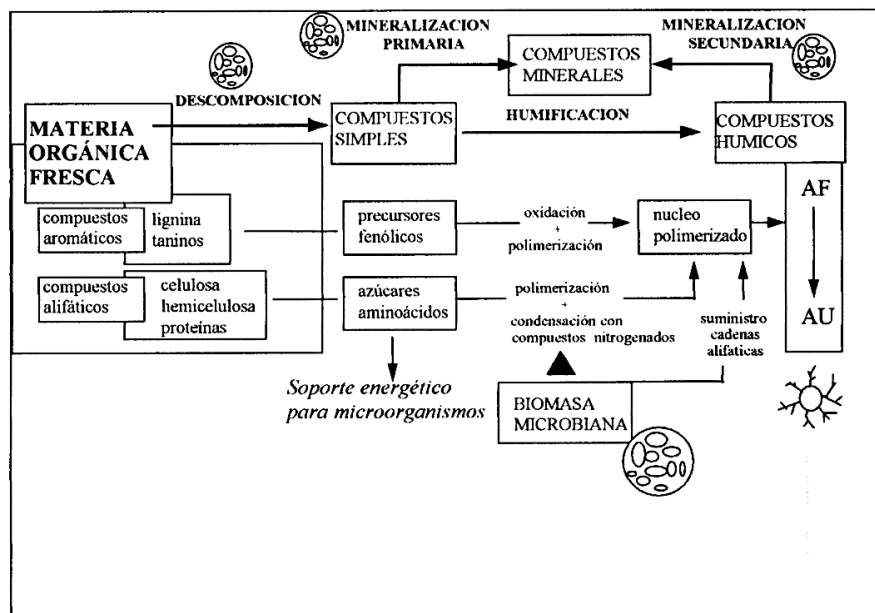 MINERALIZACION
PRIMARIA
MINERALIZACION
SECUNDARIA
COMPUESTOS
MINERALES
DESCOMPOSICION
MATERIA
ORGÁNICA
FRESCA
COMPUESTOS
SIMPLES
HUMIFICACION
COMPUESTOS
HUMICOS
compuestos
aromáticos
lignina
taninos
precursores
fenólicos
oxidación
+
polimerización
nucleo
polimerizado
AF
compuestos
alifáticos
celulosa
hemicelulosa
proteínas
azúcares
aminoácidos
polimerización
+
condensación con
compuestos nitrogenados
suministro
cadenas
alifaticas
AU
Soporte energético
para microorganismos
BIOMASA
MICROBIANA